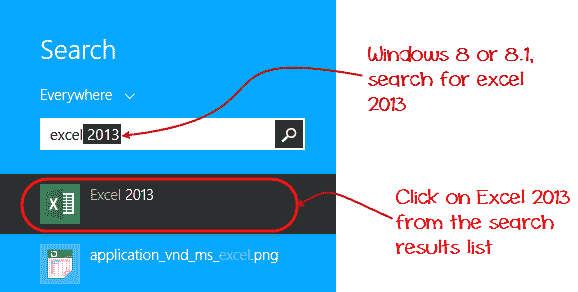 Search
Everywhere
excel 2013
Excel 2013
application_vnd_ms_excel.png
Windows 8 or 8.1,
search for excel
2013
Click on Excel 2013
from the search
results list